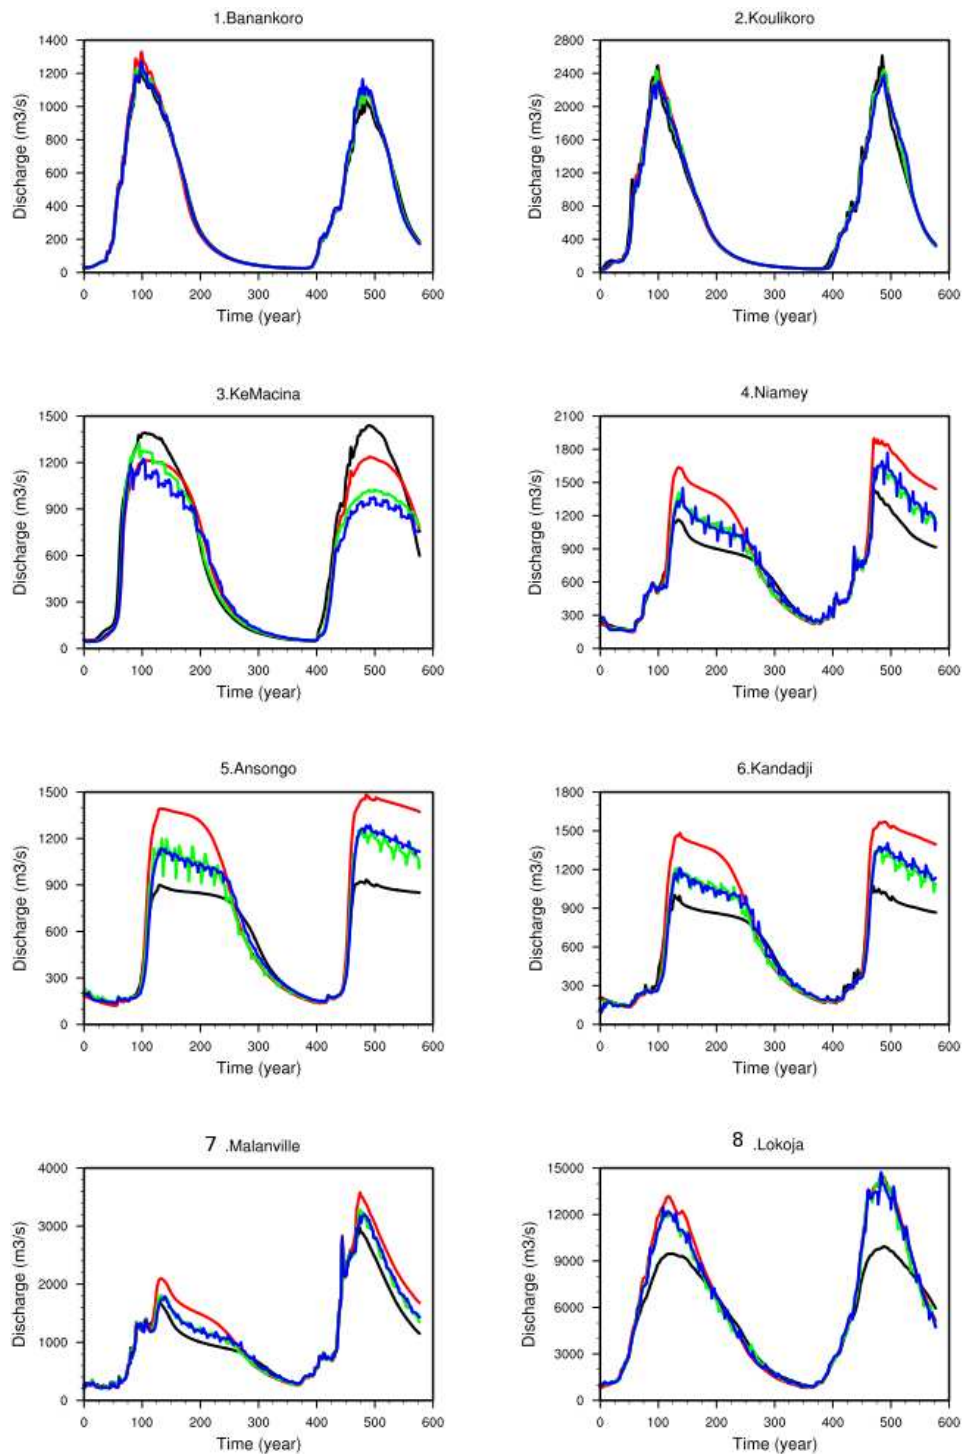 1.Banankoro
2.Koulikoro
Discharge (m3/s)
1400
1200
1000
800
600
400
200
0
0 100 200 300 400 500 600
Time (year)
Discharge (m3/s)
2800
2400
2000
1600
1200
800
400
0
0 100 200 300 400 500 600
Time (year)
3.KeMacina
4.Niamey
Discharge (m3/s)
1500
1200
900
600
300
0
0 100 200 300 400 500 600
Time (year)
Discharge (m3/s)
2100
1800
1500
1200
900
600
300
0
0 100 200 300 400 500 600
Time (year)
5.Ansongo
6.Kandadji
Discharge (m3/s)
1500
1200
900
600
300
0
0 100 200 300 400 500 600
Time (year)
Discharge (m3/s)
1800
1500
1200
900
600
300
0
0 100 200 300 400 500 600
Time (year)
7 .Malanville
8 .Lokoja
Discharge (m3/s)
4000
3000
2000
1000
0
0 100 200 300 400 500 600
Time (year)
Discharge (m3/s)
15000
12000
9000
6000
3000
0
0 100 200 300 400 500 600
Time (year)